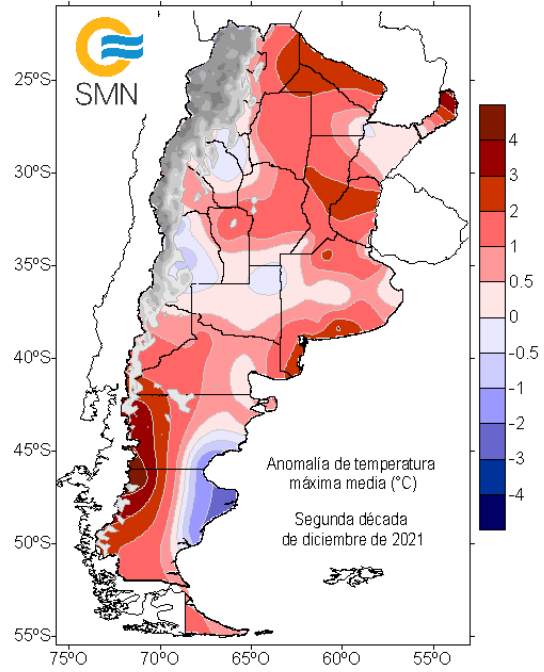 SMN
25ºS
30ºS
35ºS
40ºS
45ºS
50ºS
55ºS
75ºO
70ºO
65ºO
60ºO
55ºO
Anomalía de temperatura
máxima media (°C)
Segunda década
de diciembre de 2021
4
3
2
1
0.5
0
-0.5
-1
-2
-3
-4